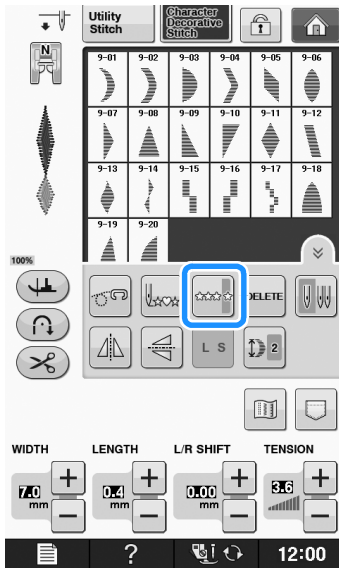 Utility
Stitch
Character
Decorative
Stitch
N
9-01 9-02 9-03 9-04 9-05 9-06
9-07 9-08 9-09 9-10 9-11 9-12
9-13 9-14 9-15 9-16 9-17 9-18
9-19 9-20
100%
DELETE
L S
2
WIDTH LENGTH L/R SHIFT TENSION
7.0 mm + −
0.4 mm + −
0.00 mm + −
3.6 + −
? 12:00